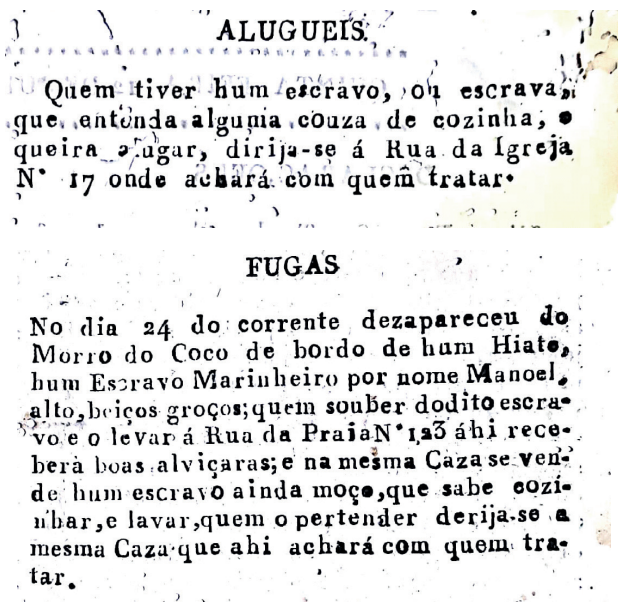 ALUGUEIS.
Quem tiver hum escravo, ou escrava,
que entenda alguma couza de cozinha, e
queira alugar, dirija-se á Rua da Igreja
N° 17 onde achará com quem tratar.
FUGAS
No dia 24 do corrente dezapareceu do
Morro do Coco de bordo de hum Hiate,
hum Escravo Marinheiro por nome Manoel,
alto, beiços groços; quem souber dodito escra-
vo e o levar á Rua da Praia N° 123 áhi rece-
berà boas alviçaras; e na mesma Caza se ven-
de hum escravo ainda moço, que sabe cozi-
nhar, e lavar, quem o pertender derija-se a
mesma Caza que ahi achará com quem tra-
tar.